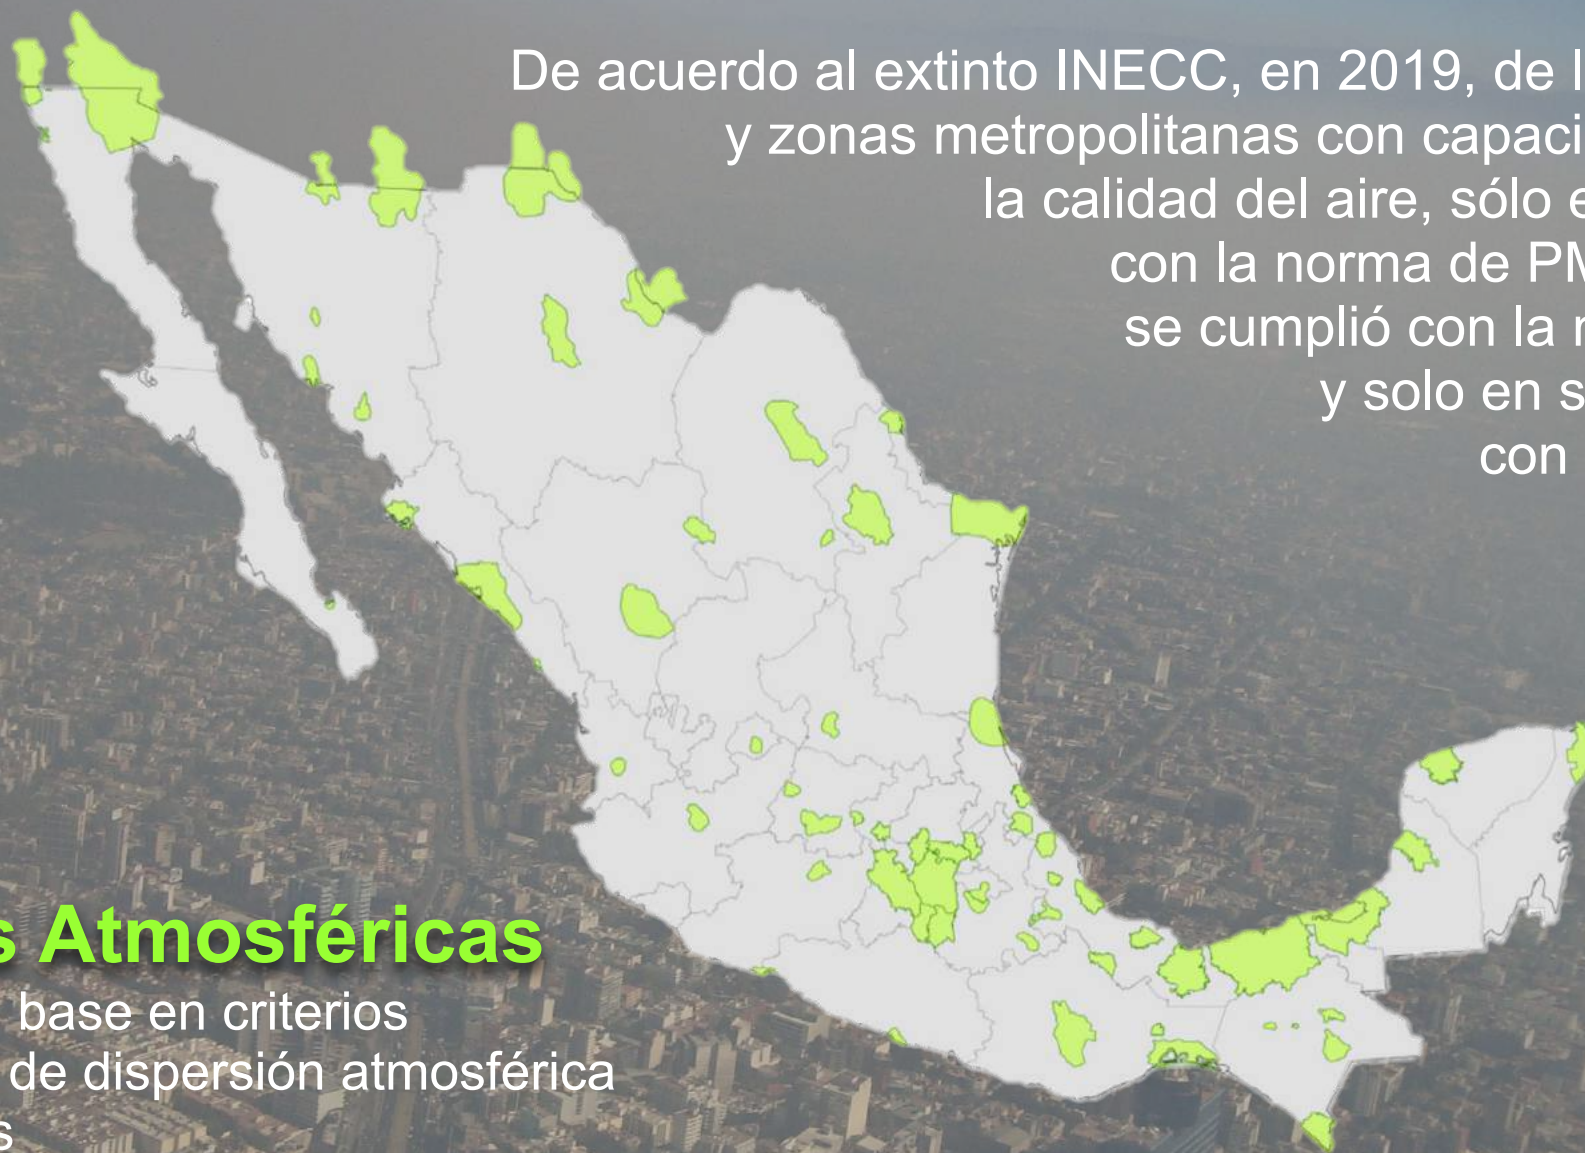 De acuerdo al extinto INECC, en 2019, de l
y zonas metropolitanas con capaci
la calidad del aire, sólo e
con la norma de PM
se cumplió con la
y solo en s
con
s Atmosféricas
base en criterios
de dispersión atmosférica
s